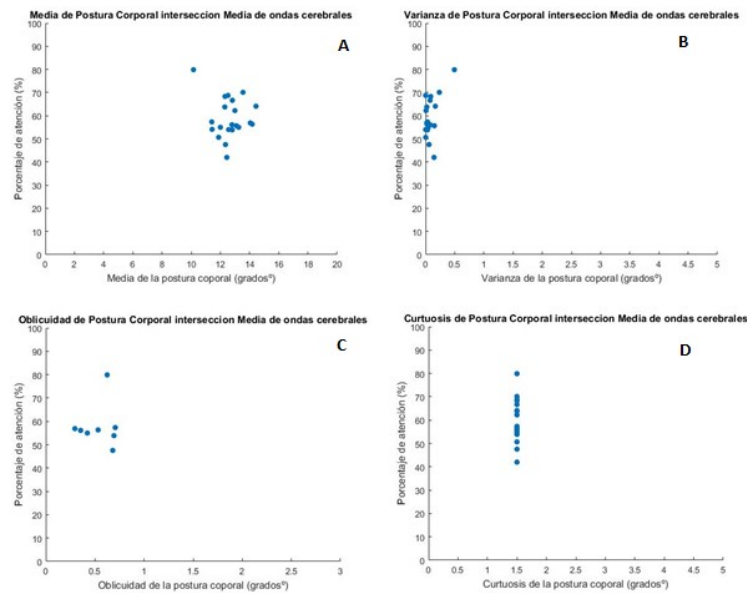 Media de Postura Corporal interseccion Media de ondas cerebrales
A
100
90
80
70
60
50
40
30
20
10
0
Porcentaje de atención (%)
0 2 4 6 8 10 12 14 16 18 20
Media de la postura coporal (gradosº)
Varianza de Postura Corporal interseccion Media de ondas cerebrales
B
100
90
80
70
60
50
40
30
20
10
0
Porcentaje de atención (%)
0 0.5 1 1.5 2 2.5 3 3.5 4 4.5 5
Varianza de la postura coporal (gradosº)
Oblicuidad de Postura Corporal interseccion Media de ondas cerebrales
C
100
90
80
70
60
50
40
30
20
10
0
Porcentaje de atención (%)
0 0.5 1 1.5 2 2.5 3
Oblicuidad de la postura coporal (gradosº)
Curtuosis de Postura Corporal interseccion Media de ondas cerebrales
D
100
90
80
70
60
50
40
30
20
10
0
Porcentaje de atención (%)
0 0.5 1 1.5 2 2.5 3 3.5 4 4.5 5
Curtuosis de la postura coporal (gradosº)